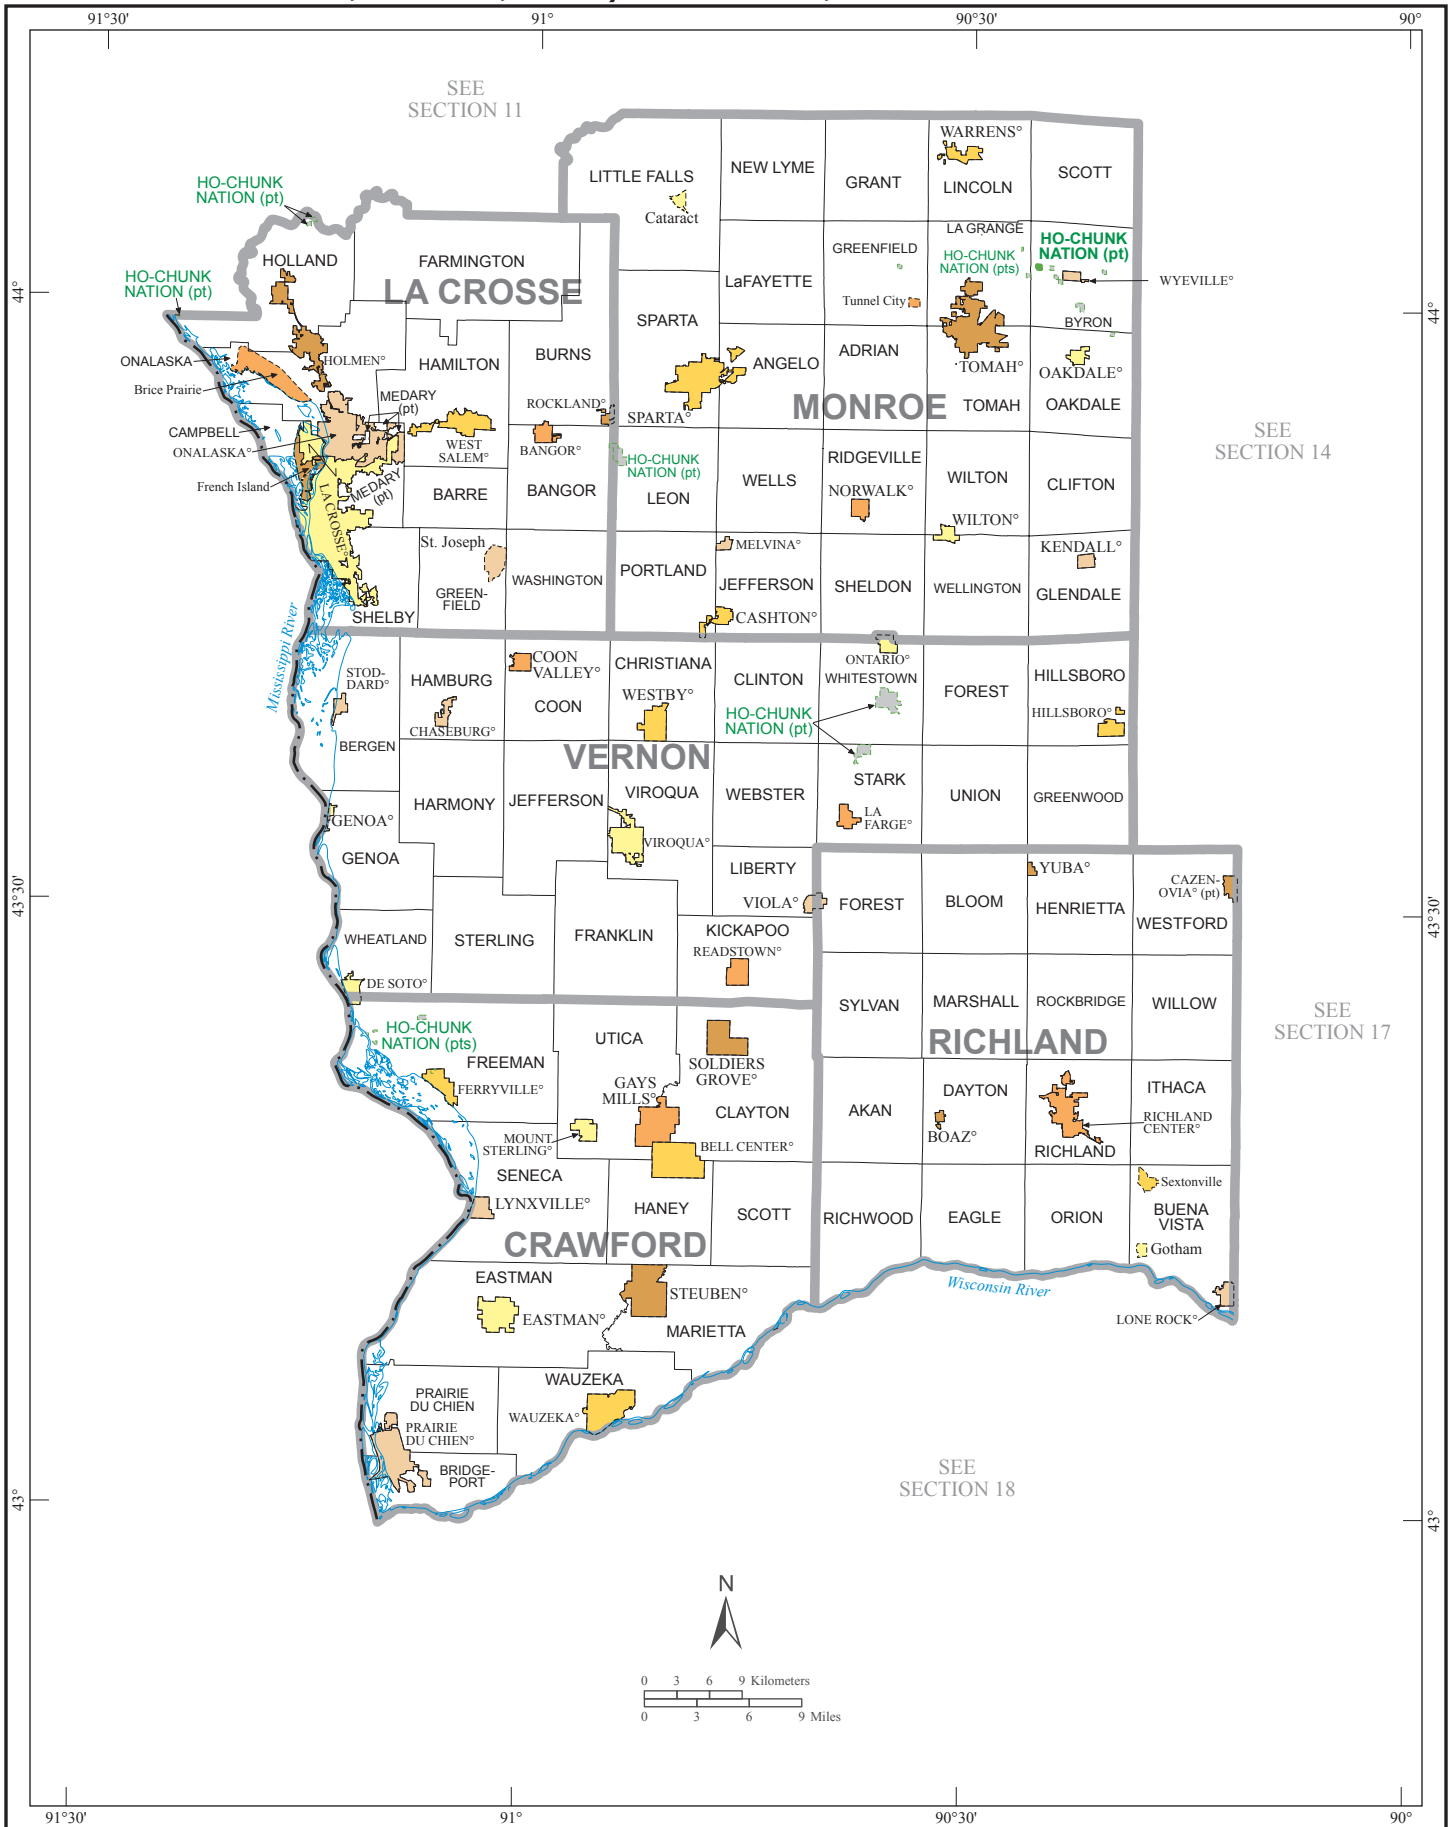 91°30'
91°
90°30'
90°
SEE
SECTION 11
WARRENS°
NEW LYME
SCOTT
LITTLE FALLS
GRANT
LINCOLN
HO-CHUNK
NATION (pt)
Cataract
LA GRANGE
HO-CHUNK
NATION (pt)
GREENFIELD
HO-CHUNK
NATION (pts)
HOLLAND
FARMINGTON
HO-CHUNK
NATION (pt)
LaFAYETTE
WYEVILLE°
LA CROSSE
44°
44°
Tunnel City
SPARTA
BYRON
ONALASKA
HOLMEN°
HAMILTON
BURNS
ANGELO
ADRIAN
TOMAH°
OAKDALE°
Brice Prairie
MEDARY
(pt)
ROCKLAND°
SPARTA°
MONROE
TOMAH
OAKDALE
CAMPBELL
ONALASKA°
WEST
SALEM°
BANGOR°
SEE
SECTION 14
HO-CHUNK
NATION (pt)
RIDGEVILLE
French Island
MEDARY
(pt)
BARRE
BANGOR
LEON
WELLS
NORWALK°
WILTON
CLIFTON
LA CROSSE°
WILTON°
St. Joseph
MELVINA°
KENDALL°
GREEN-
FIELD
WASHINGTON
PORTLAND
JEFFERSON
SHELDON
WELLINGTON
GLENDALE
SHELBY
CASHTON°
Mississippi River
STOD-
DARD°
HAMBURG
COON
VALLEY°
CHRISTIANA
CLINTON
ONTARIO°
WHITESTOWN
FOREST
HILLSBORO
CHASEBURG°
COON
WESTBY°
HO-CHUNK
NATION (pt)
HILLSBORO°
BERGEN
VERNON
STARK
HARMONY
JEFFERSON
VIROQUA
WEBSTER
UNION
GREENWOOD
GENOA°
LA
FARGE°
VIROQUA°
GENOA
LIBERTY
YUBA°
CAZEN-
OVIA° (pt)
43°30'
43°30'
VIOLA°
FOREST
BLOOM
HENRIETTA
WESTFORD
WHEATLAND
STERLING
FRANKLIN
KICKAPOO
READSTOWN°
DE SOTO°
SYLVAN
MARSHALL
ROCKBRIDGE
WILLOW
SEE
SECTION 17
HO-CHUNK
NATION (pts)
UTICA
RICHLAND
FREEMAN
SOLDIERS
GROVE°
FERRYVILLE°
GAYS
MILLS°
CLAYTON
AKAN
DAYTON
ITHACA
RICHLAND
CENTER°
BOAZ°
MOUNT
STERLING°
BELL CENTER°
RICHLAND
SENECA
LYNXVILLE°
HANEY
SCOTT
RICHWOOD
EAGLE
ORION
Sextonville
BUENA
VISTA
CRAWFORD
Gotham
EASTMAN
STEUBEN°
Wisconsin River
EASTMAN°
MARIETTA
LONE ROCK°
WAUZEKA
PRAIRIE
DU CHIEN
WAUZEKA°
PRAIRIE
DU CHIEN°
BRIDGE-
PORT
SEE
SECTION 18
43°
43°
N
0 3 6 9 Kilometers
0 3 6 9 Miles
91°30'
91°
90°30'
90°